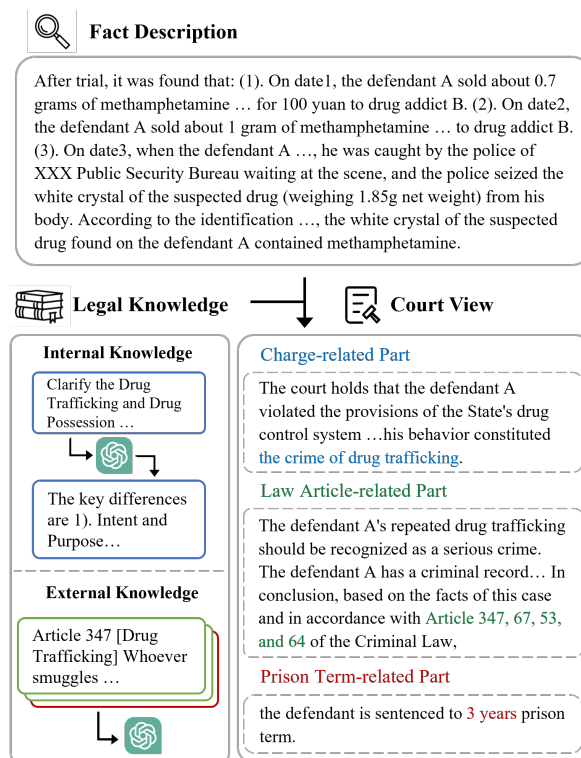 Fact Description
After trial, it was found that: (1). On date1, the defendant A sold about 0.7
grams of methamphetamine … for 100 yuan to drug addict B. (2). On date2,
the defendant A sold about 1 gram of methamphetamine … to drug addict B.
(3). On date3, when the defendant A …, he was caught by the police of
XXX Public Security Bureau waiting at the scene, and the police seized the
white crystal of the suspected drug (weighing 1.85g net weight) from his
body. According to the identification …, the white crystal of the suspected
drug found on the defendant A contained methamphetamine.
Legal Knowledge
Internal Knowledge
Clarify the Drug
Trafficking and Drug
Possession …
The key differences
are 1). Intent and
Purpose…
External Knowledge
Article 347 [Drug
Trafficking] Whoever
smuggles …
Court View
Charge-related Part
The court holds that the defendant A
violated the provisions of the State's drug
control system …his behavior constituted
the crime of drug trafficking.
Law Article-related Part
The defendant A's repeated drug trafficking
should be recognized as a serious crime.
The defendant A has a criminal record… In
conclusion, based on the facts of this case
and in accordance with Article 347, 67, 53,
and 64 of the Criminal Law,
Prison Term-related Part
the defendant is sentenced to 3 years prison
term.